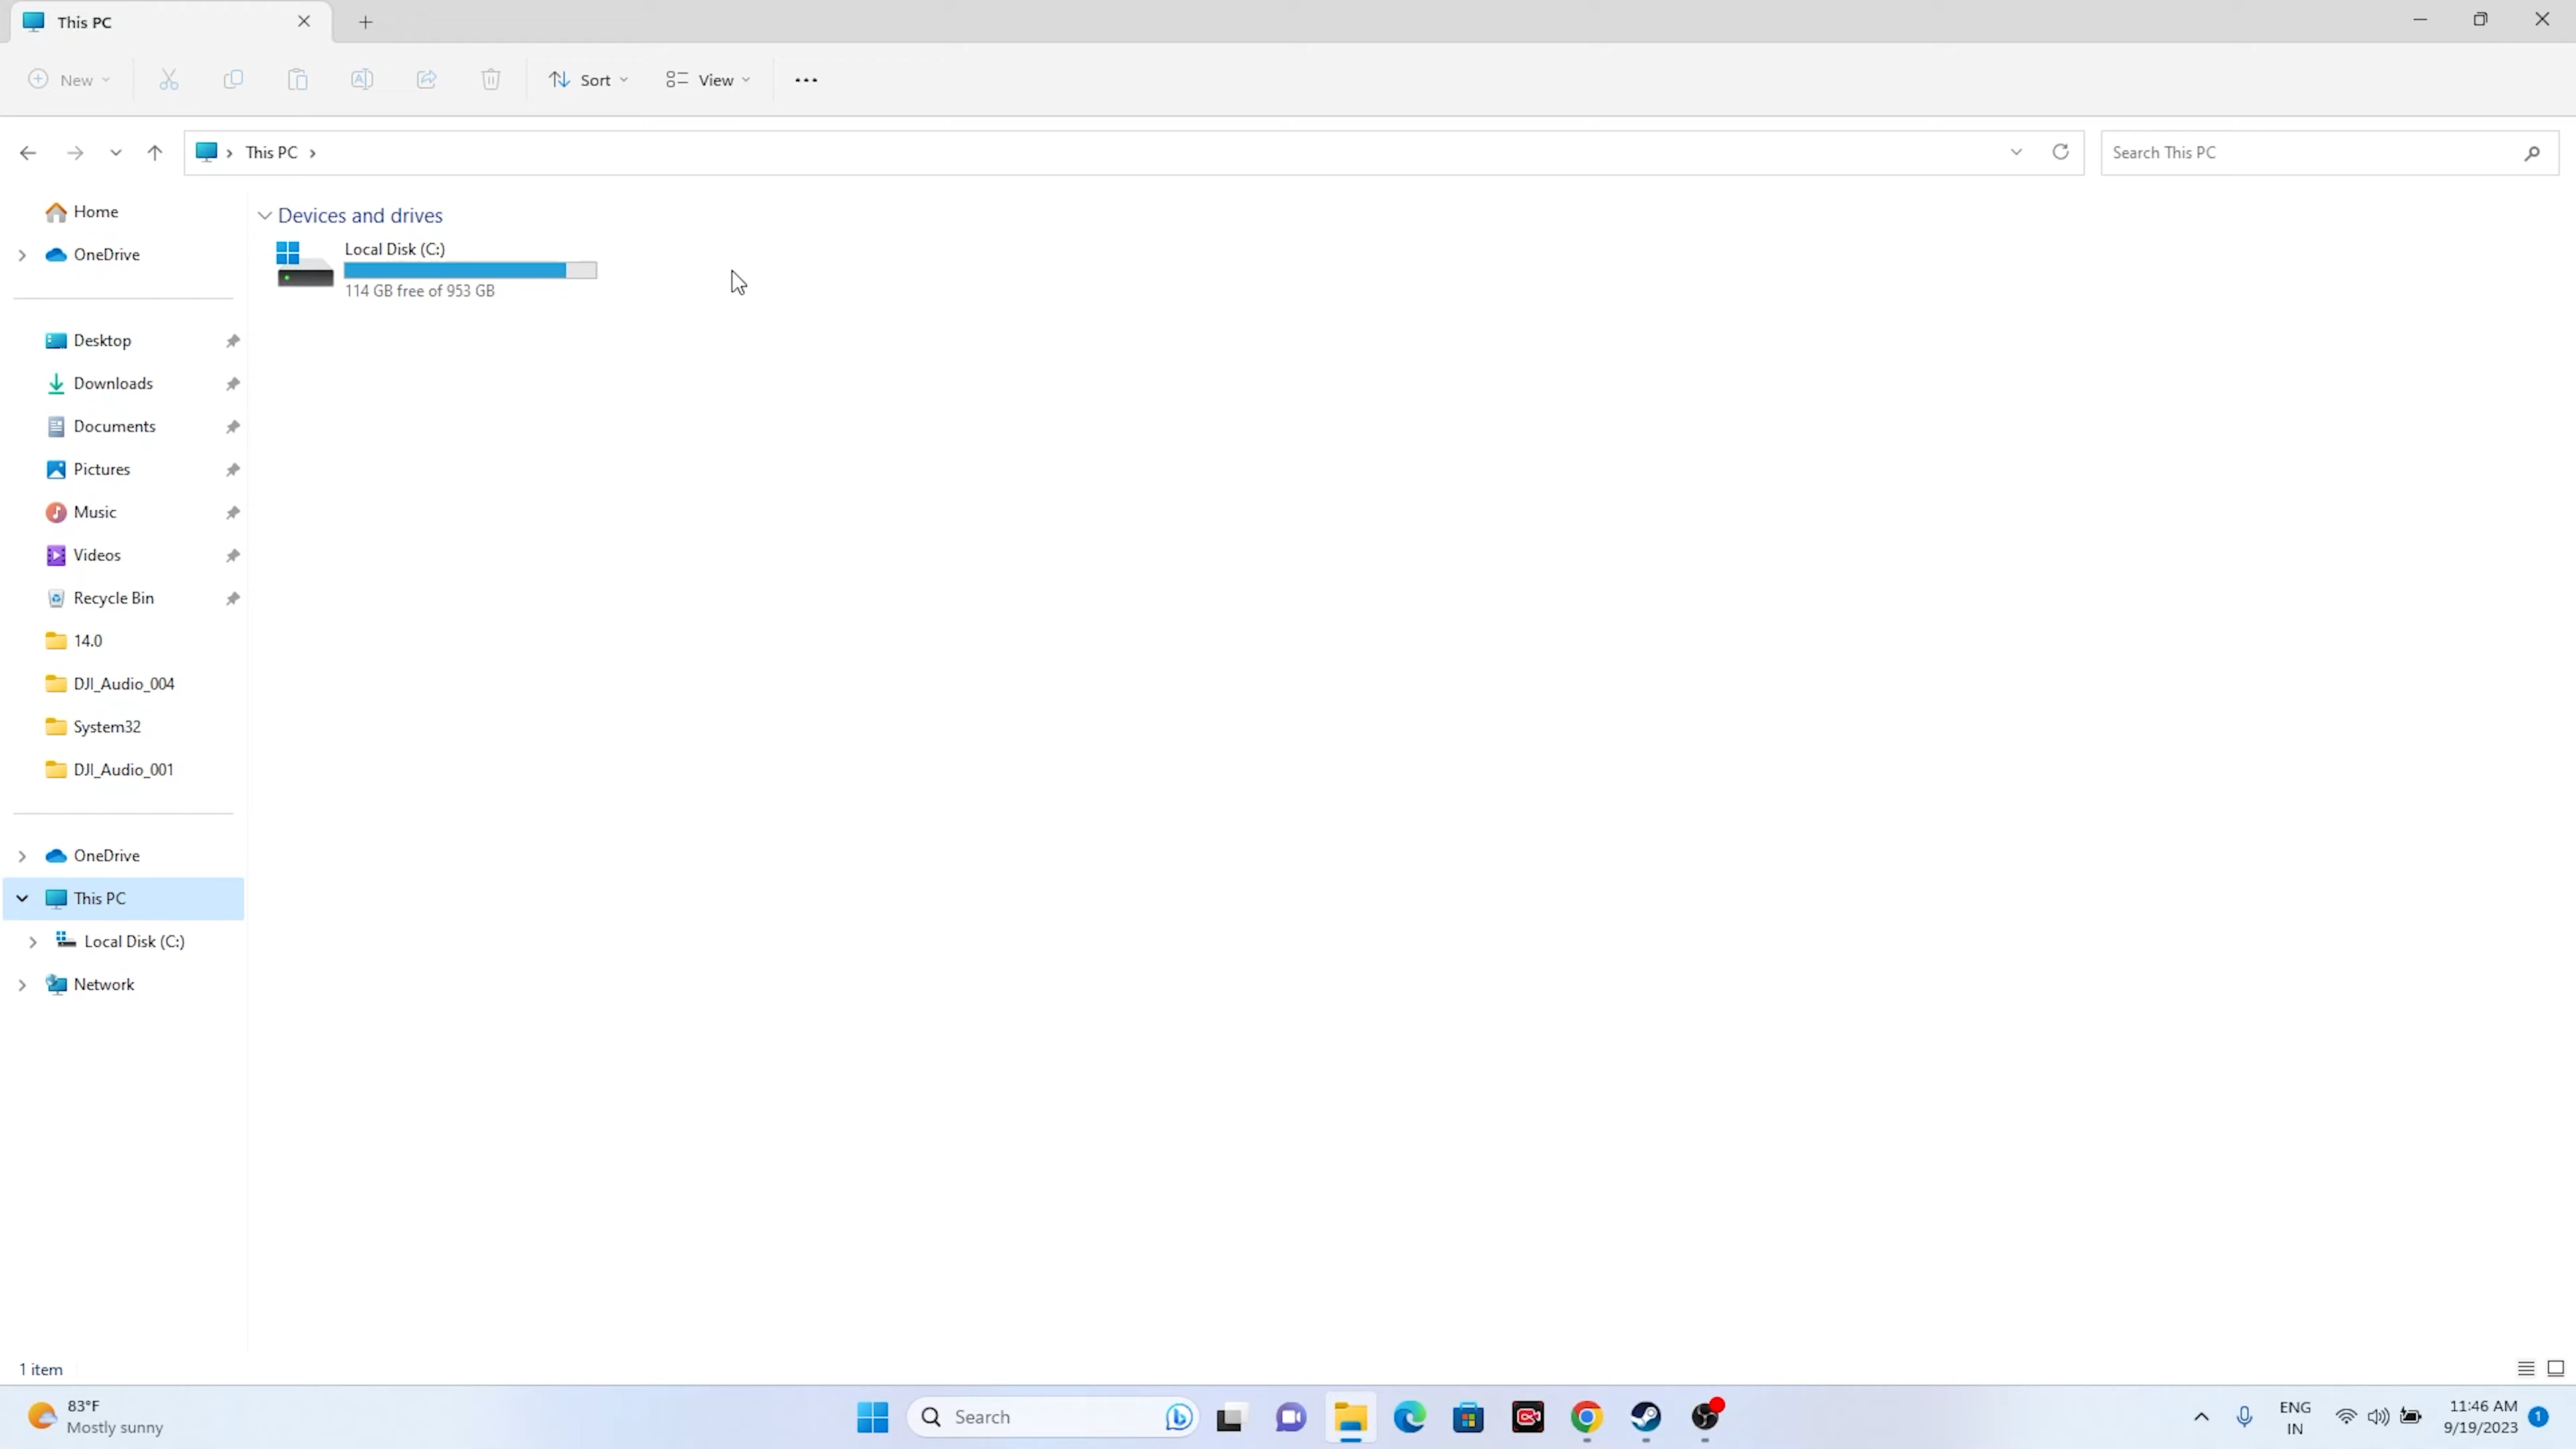 This PC
New
Sort
View
This PC
Search This PC
Home
OneDrive
Desktop
Downloads
Documents
Pictures
Music
Videos
Recycle Bin
14.0
DJI_Audio_004
System32
DJI_Audio_001
OneDrive
This PC
Local Disk (C:)
Network
Devices and drives
Local Disk (C:)
114 GB free of 953 GB
1 item
83°F
Mostly sunny
Search
ENG
IN
11:46 AM
9/19/2023
1